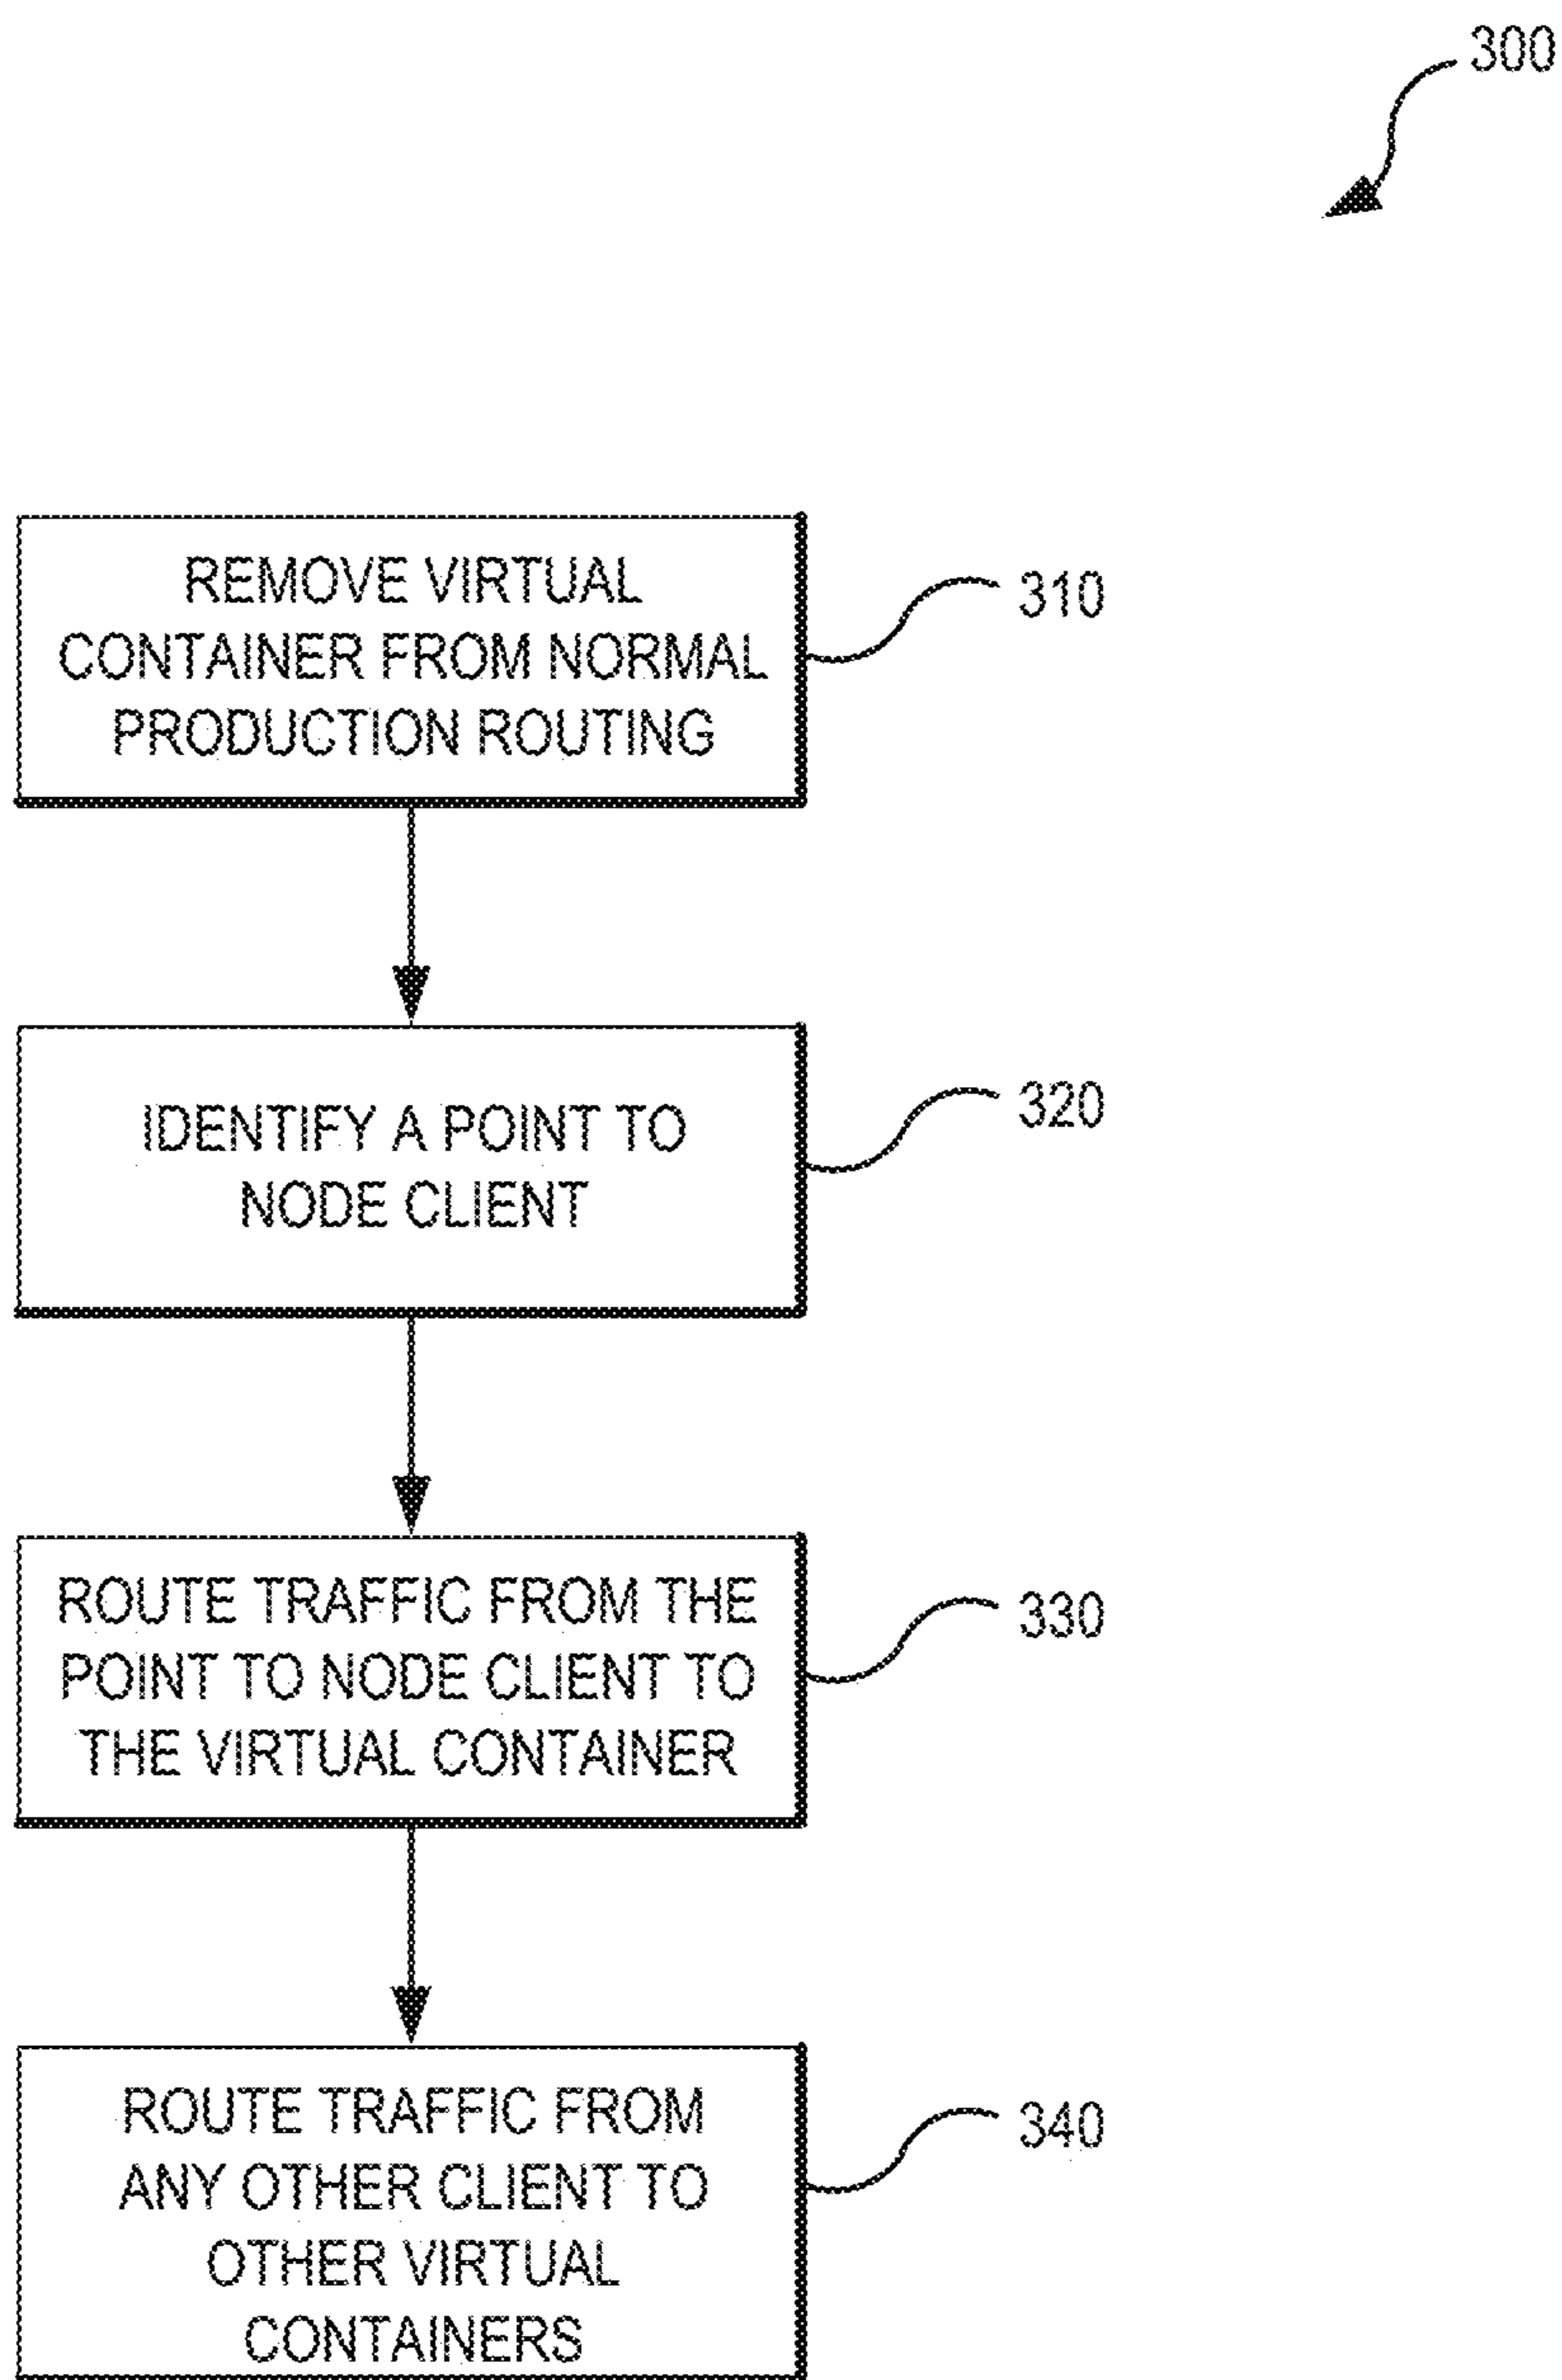 300
REMOVE VIRTUAL
CONTAINER FROM NORMAL
PRODUCTION ROUTING
310
IDENTIFY A POINT TO
NODE CLIENT
320
ROUTE TRAFFIC FROM THE
POINT TO NODE CLIENT TO
THE VIRTUAL CONTAINER
330
ROUTE TRAFFIC FROM
ANY OTHER CLIENT TO
OTHER VIRTUAL
CONTAINERS
340